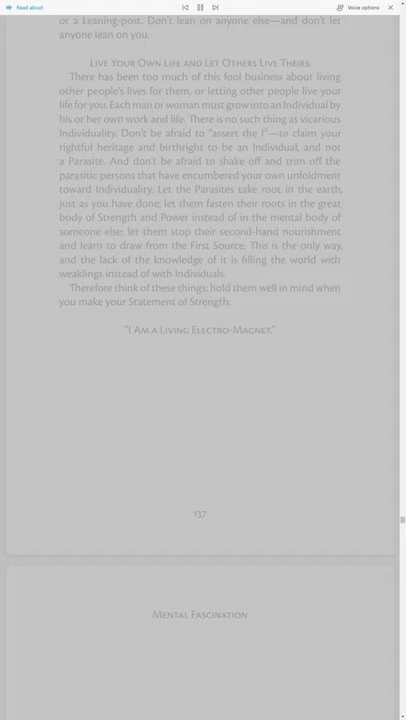 Read aloud
Voice options
or a Leaning-post. Don't lean on anyone else—and don't let
anyone lean on you.
Live Your Own Life and Let Others Live Theirs.
There has been too much of this fool business about living
other people's lives for them, or letting other people live your
life for you. Each man or woman must grow into an Individual by
his or her own work and life. There is no such thing as vicarious
Individuality. Don't be afraid to "assert the I"—to claim your
rightful heritage and birthright to be an Individual, and not
a Parasite. And don't be afraid to shake off and trim off the
parasitic persons that have encumbered your own unfoldment
toward Individuality. Let the Parasites take root in the earth,
just as you have done; let them fasten their roots in the great
body of Strength and Power instead of in the mental body of
someone else; let them stop their second-hand nourishment
and learn to draw from the First Source. This is the only way,
and the lack of the knowledge of it is filling the world with
weaklings instead of with Individuals.
Therefore think of these things; hold them well in mind when
you make your Statement of Strength:
"I Am a Living Electro-Magnet."
137
Mental Fascination